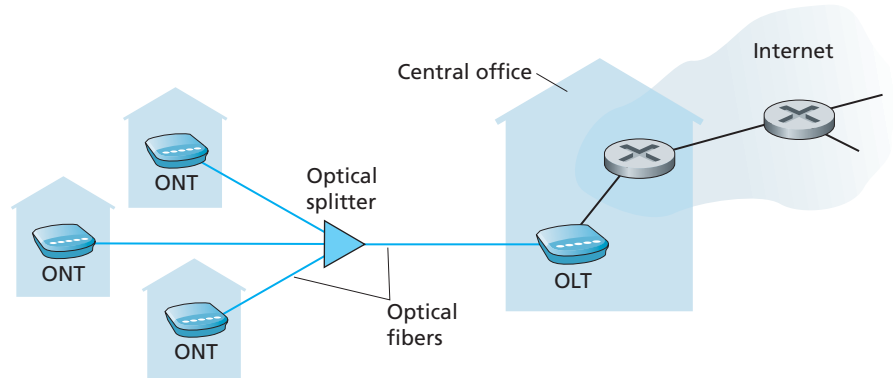 Internet
Central office
ONT
Optical
splitter
ONT
OLT
ONT
Optical
fibers